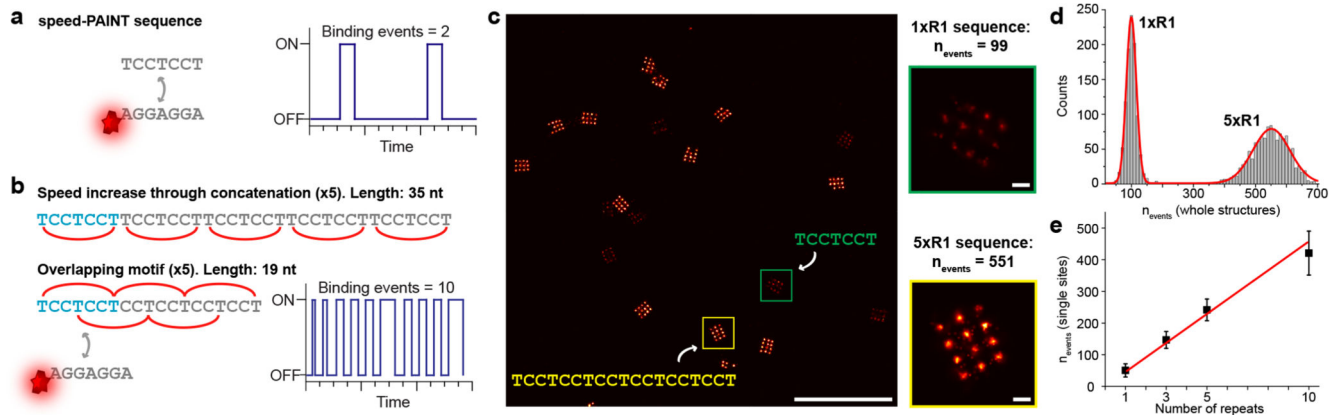 a
speed-PAINT sequence
TCCTCCT
AGGAGGA
Binding events = 2
ON
OFF
Time
b
Speed increase through concatenation (x5). Length: 35 nt
TCCTCCTTCCTCCTTCCTCCTTCCTCCTTCCTCCT
Overlapping motif (x5). Length: 19 nt
TCCTCCTCCTCCTCCTCCT
AGGAGGA
Binding events = 10
ON
OFF
Time
c
TCCTCCT
TCCTCCTCCTCCTCCTCCT
1xR1 sequence:
n_events = 99
5xR1 sequence:
n_events = 551
d
250
200
150
100
50
0
Counts
1xR1
5xR1
100 300 500 700
n_events (whole structures)
e
500
400
300
200
100
0
n_events (single sites)
1 3 5 10
Number of repeats